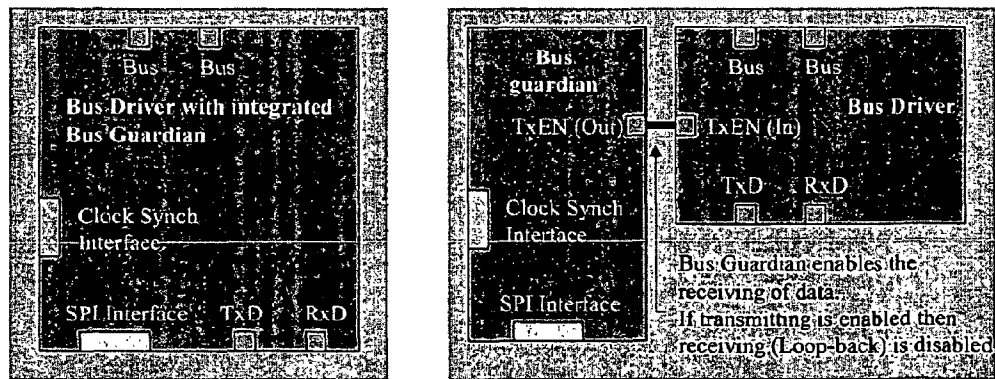 Bus Bus
Bus Driver with integrated
Bus Guardian
Clock Synch
Interface
SPI Interface TxD RxD
Bus
guardian
TxEN (Out)
Clock Synch
Interface
SPI Interface
Bus Bus
Bus Driver
TxEN (In)
TxD RxD
Bus Guardian enables the
receiving of data.
If transmitting is enabled then
receiving (Loop-back) is disabled